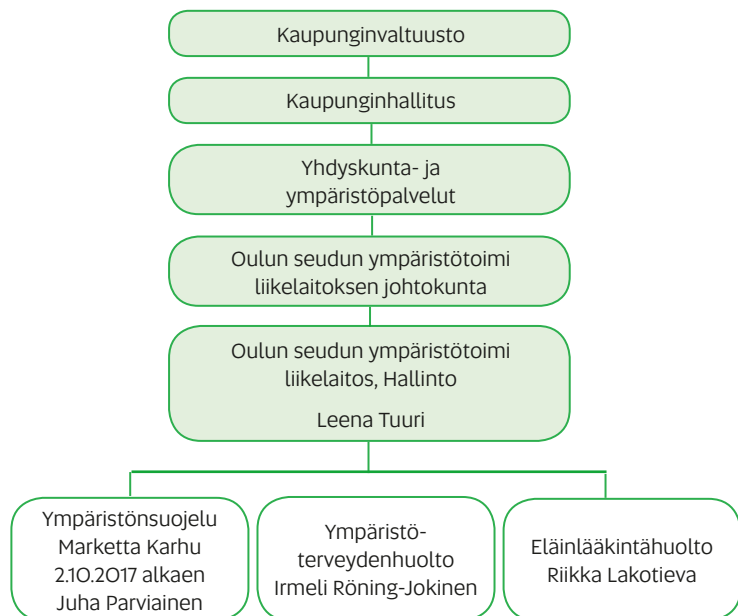 Kaupunginvaltuusto
Kaupunginhallitus
Yhdyskunta- ja
ympäristöpalvelut
Oulun seudun ympäristötoimi
liikelaitoksen johtokunta
Oulun seudun ympäristötoimi
liikelaitos, Hallinto
Leena Tuuri
Ympäristönsuojelu
Marketta Karhu
2.10.2017 alkaen
Juha Parviainen
Ympäristö-
terveydenhuolto
Irmeli Röning-Jokinen
Eläinlääkintähuolto
Riikka Lakotieva